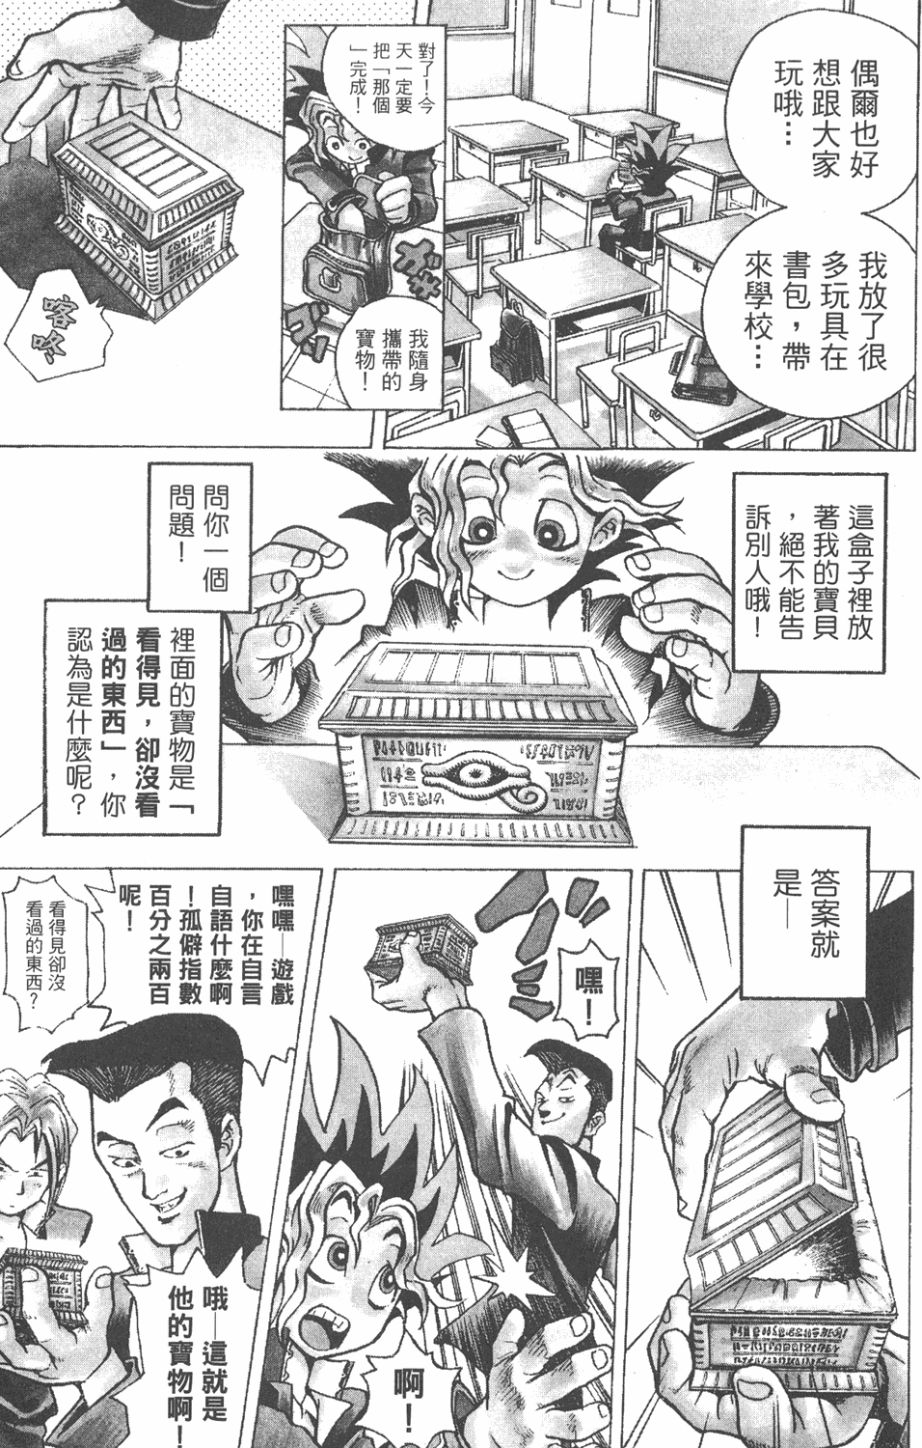 偶爾也好
想跟大家
玩哦…
我放了很
多玩具在
書包，帶
來學校…
對了！今
天一定要
把「那個
」完成！
ガサ
ゴソ
我隨身
攜帶的
寶物！
喀咚
這盒子裡放
著我的寶貝
，絕不能告
訴別人哦！
問你一個
問題！
裡面的寶物是「
看得見，卻沒看
過的東西」，你
認為是什麼呢？
答案就
是─
嘿！
啊！
嘿嘿─遊戲
，你在自言
自語什麼啊
！孤僻指數
百分之兩百
呢！
看得見卻沒
看過的東西？
哦─這就是
他的寶物啊！